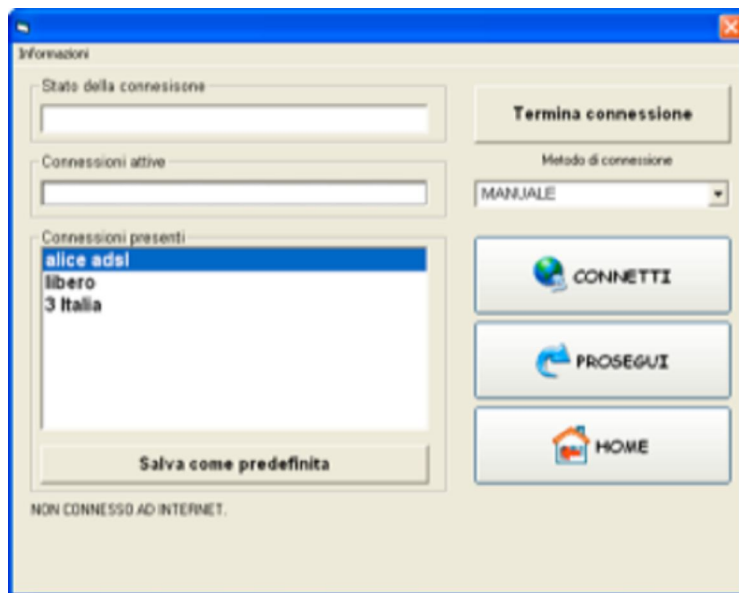 Informazioni
Stato della connesisone
Termina connessione
Connessioni attive
Metodo di connessione
MANUALE
Connessioni presenti
alice adsl
libero
3 Italia
CONNETTI
PROSEGUI
HOME
Salva come predefinita
NON CONNESSO AD INTERNET.